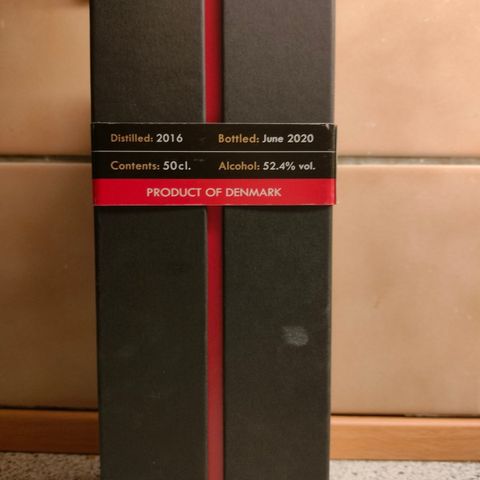 Distilled: 2016 Bottled: June 2020
Contents: 50cl. Alcohol: 52.4% vol.
PRODUCT OF DENMARK